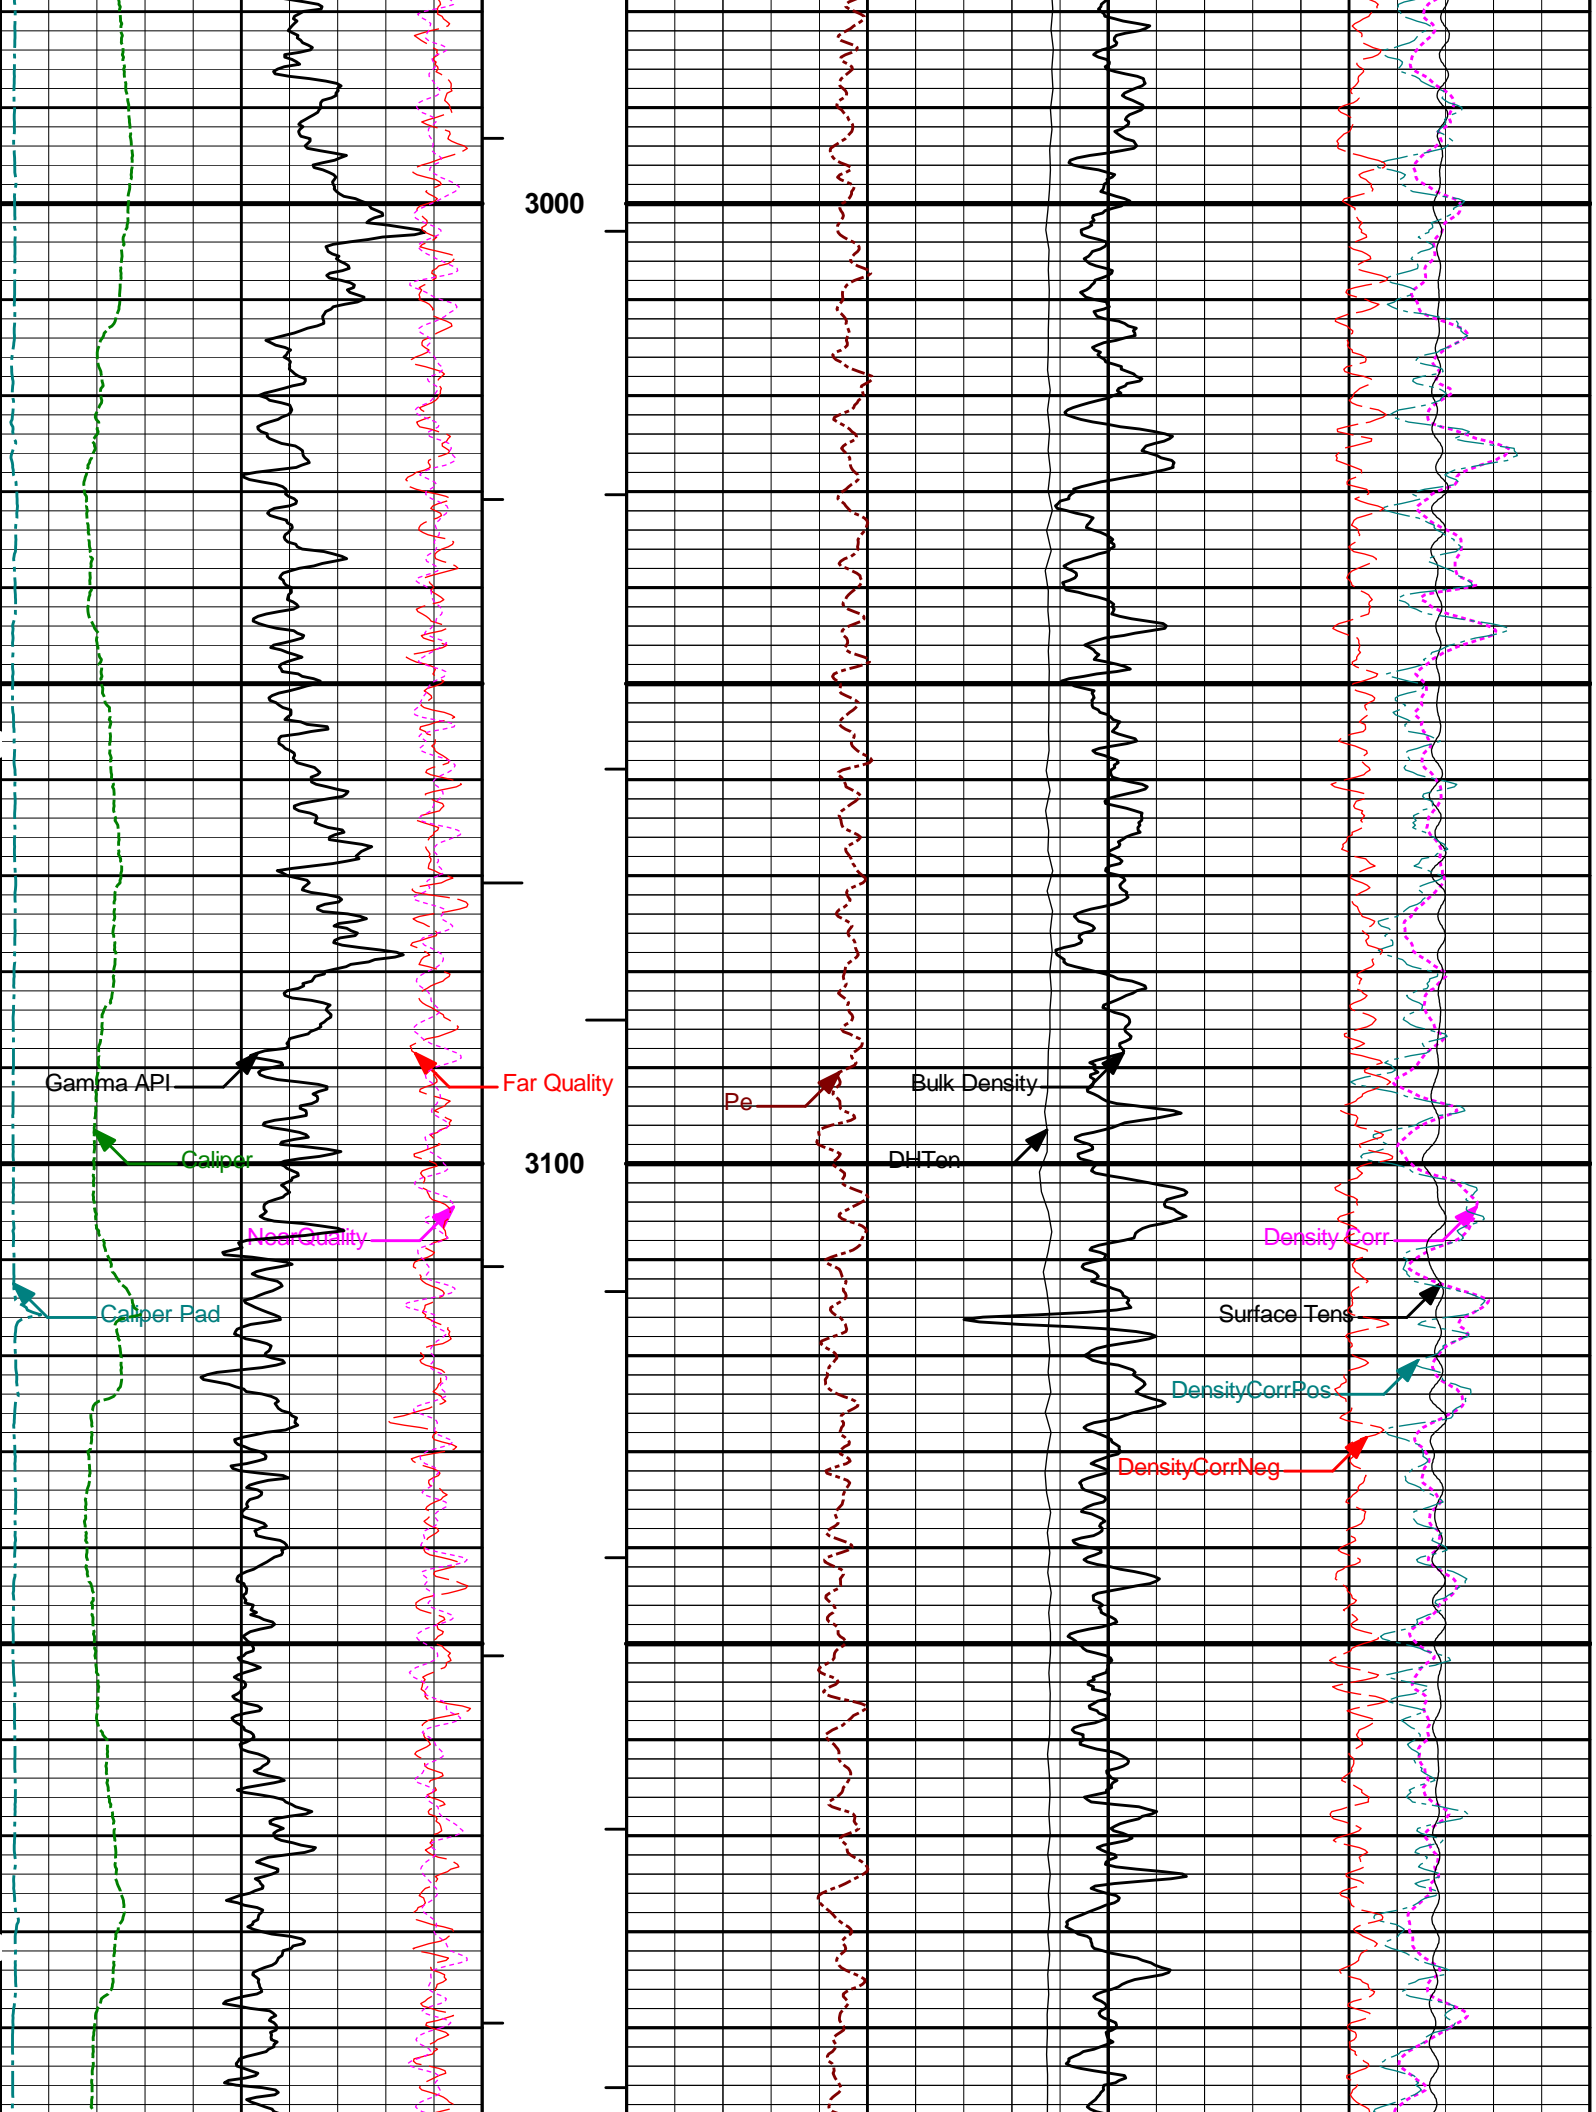 3000
Gamma API
Far Quality
Pe
Bulk Density
Caliper
DHTen
3100
NearQuality
Density Corr
Caliper Pad
Surface Tens
DensityCorrPos
DensityCorrNeg